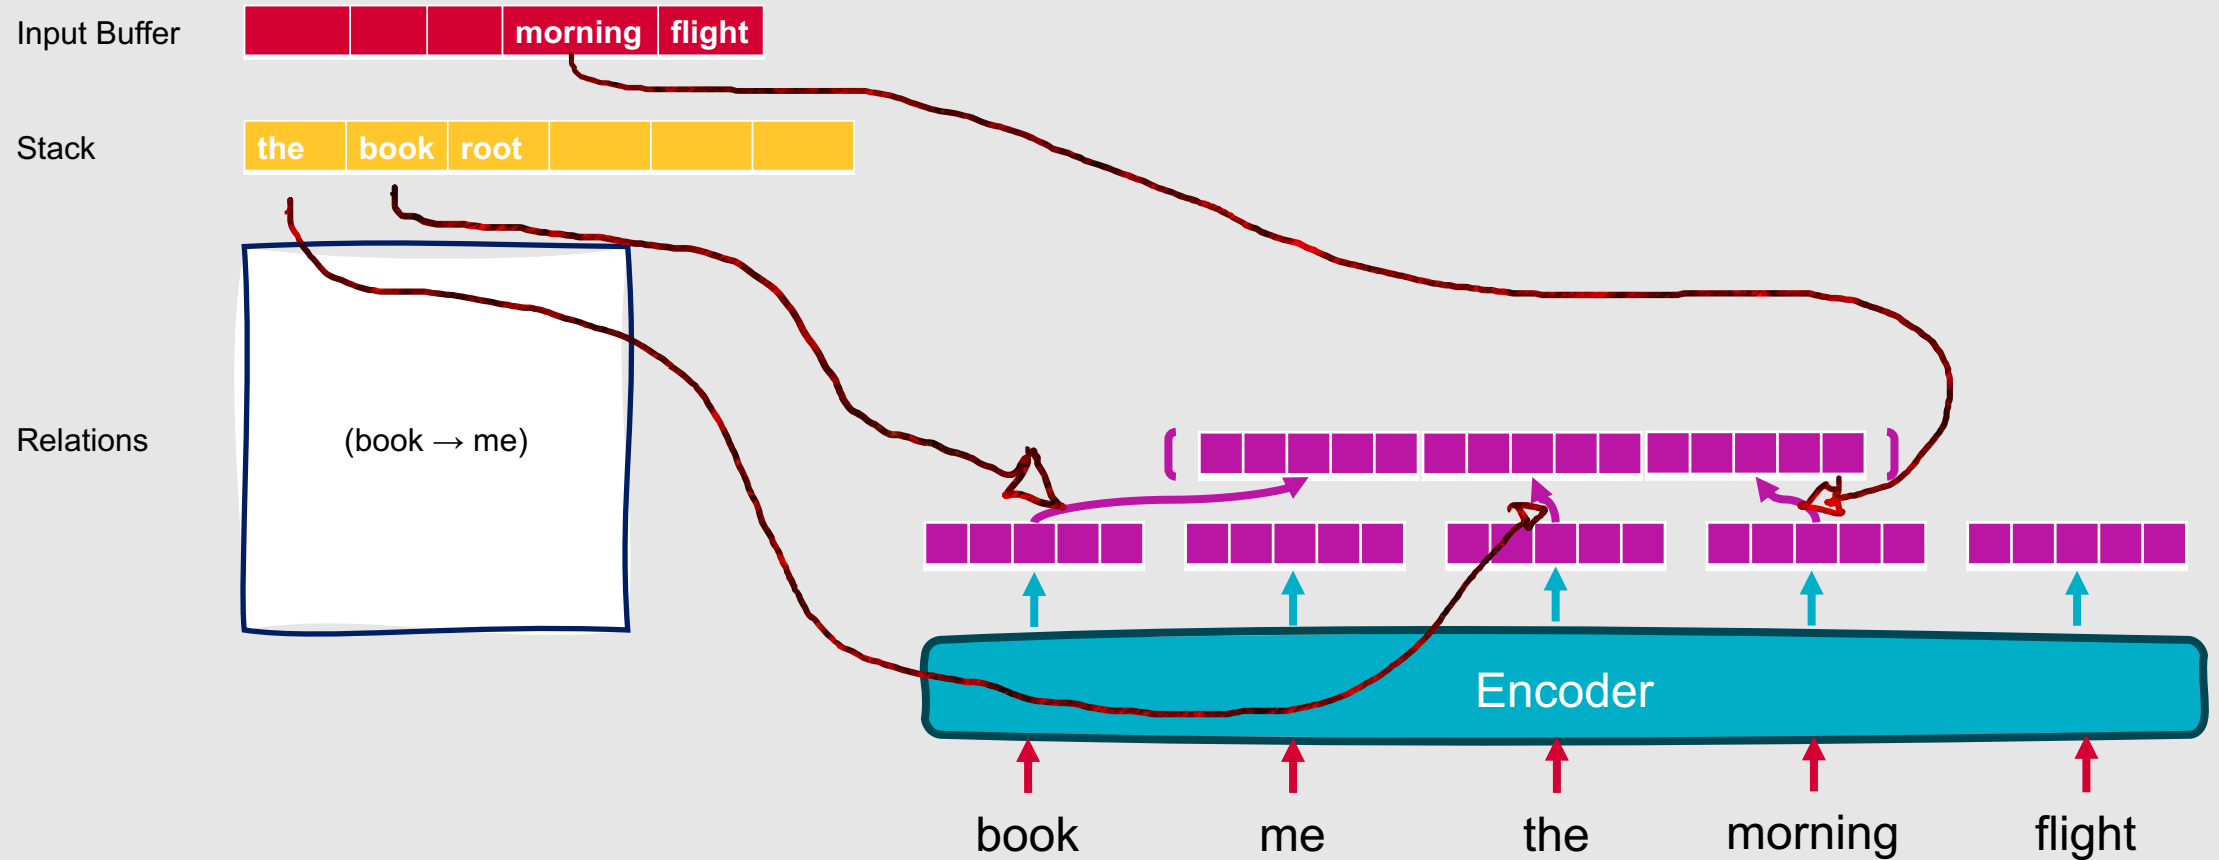 Input Buffer
morning flight
Stack
the book root
Relations
(book → me)
Encoder
book me the morning flight